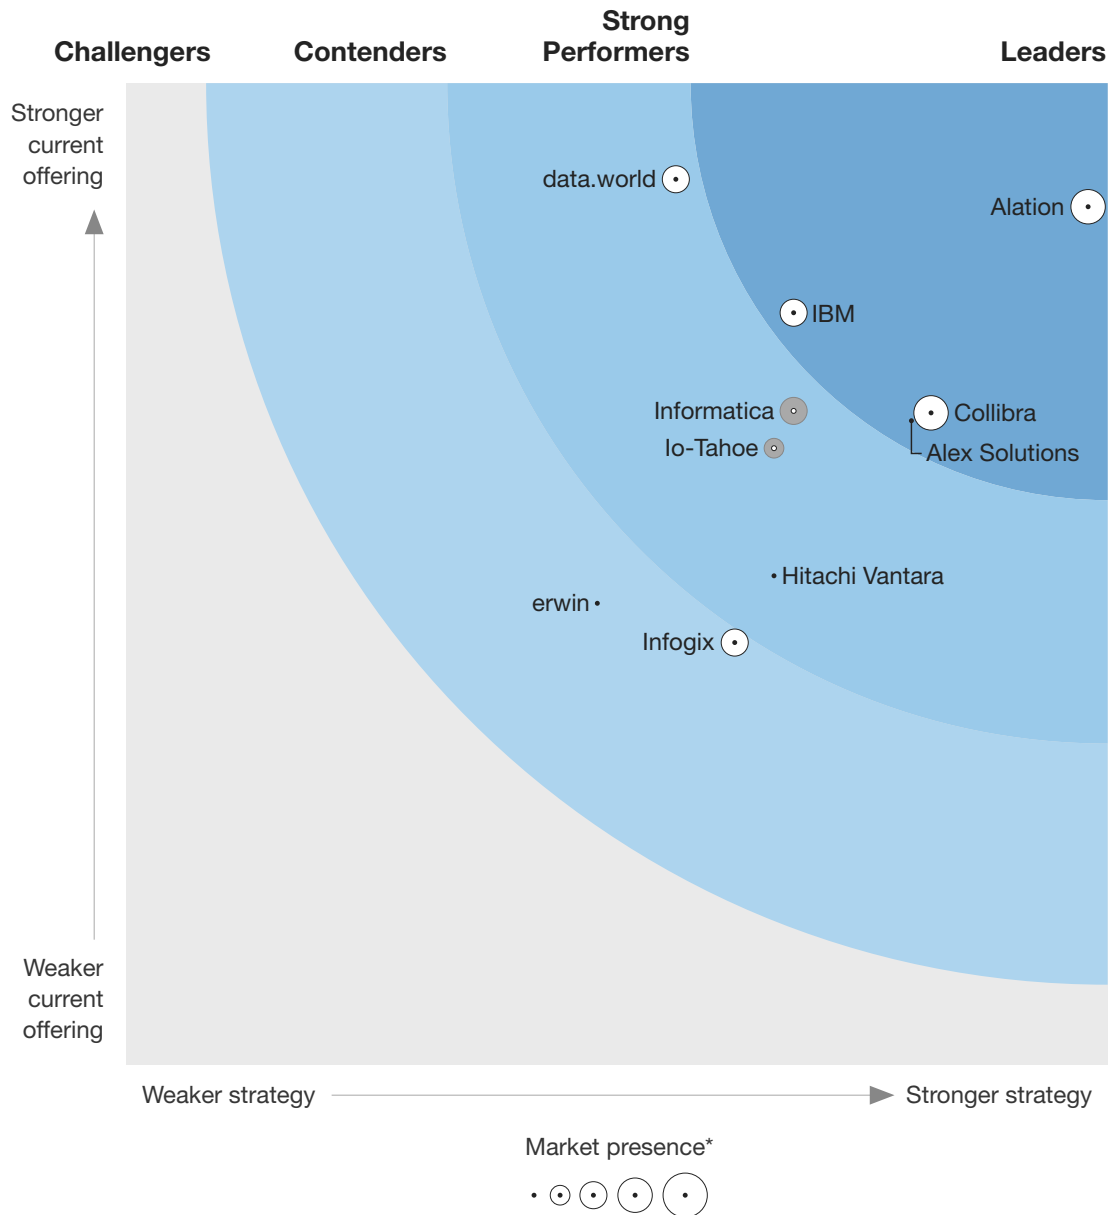 Challengers
Contenders
Strong
Performers
Leaders
Stronger
current
offering
data.world
Alation
IBM
Informatica
Collibra
Io-Tahoe
Alex Solutions
Hitachi Vantara
erwin
Infogix
Weaker
current
offering
Weaker strategy
Stronger strategy
Market presence*